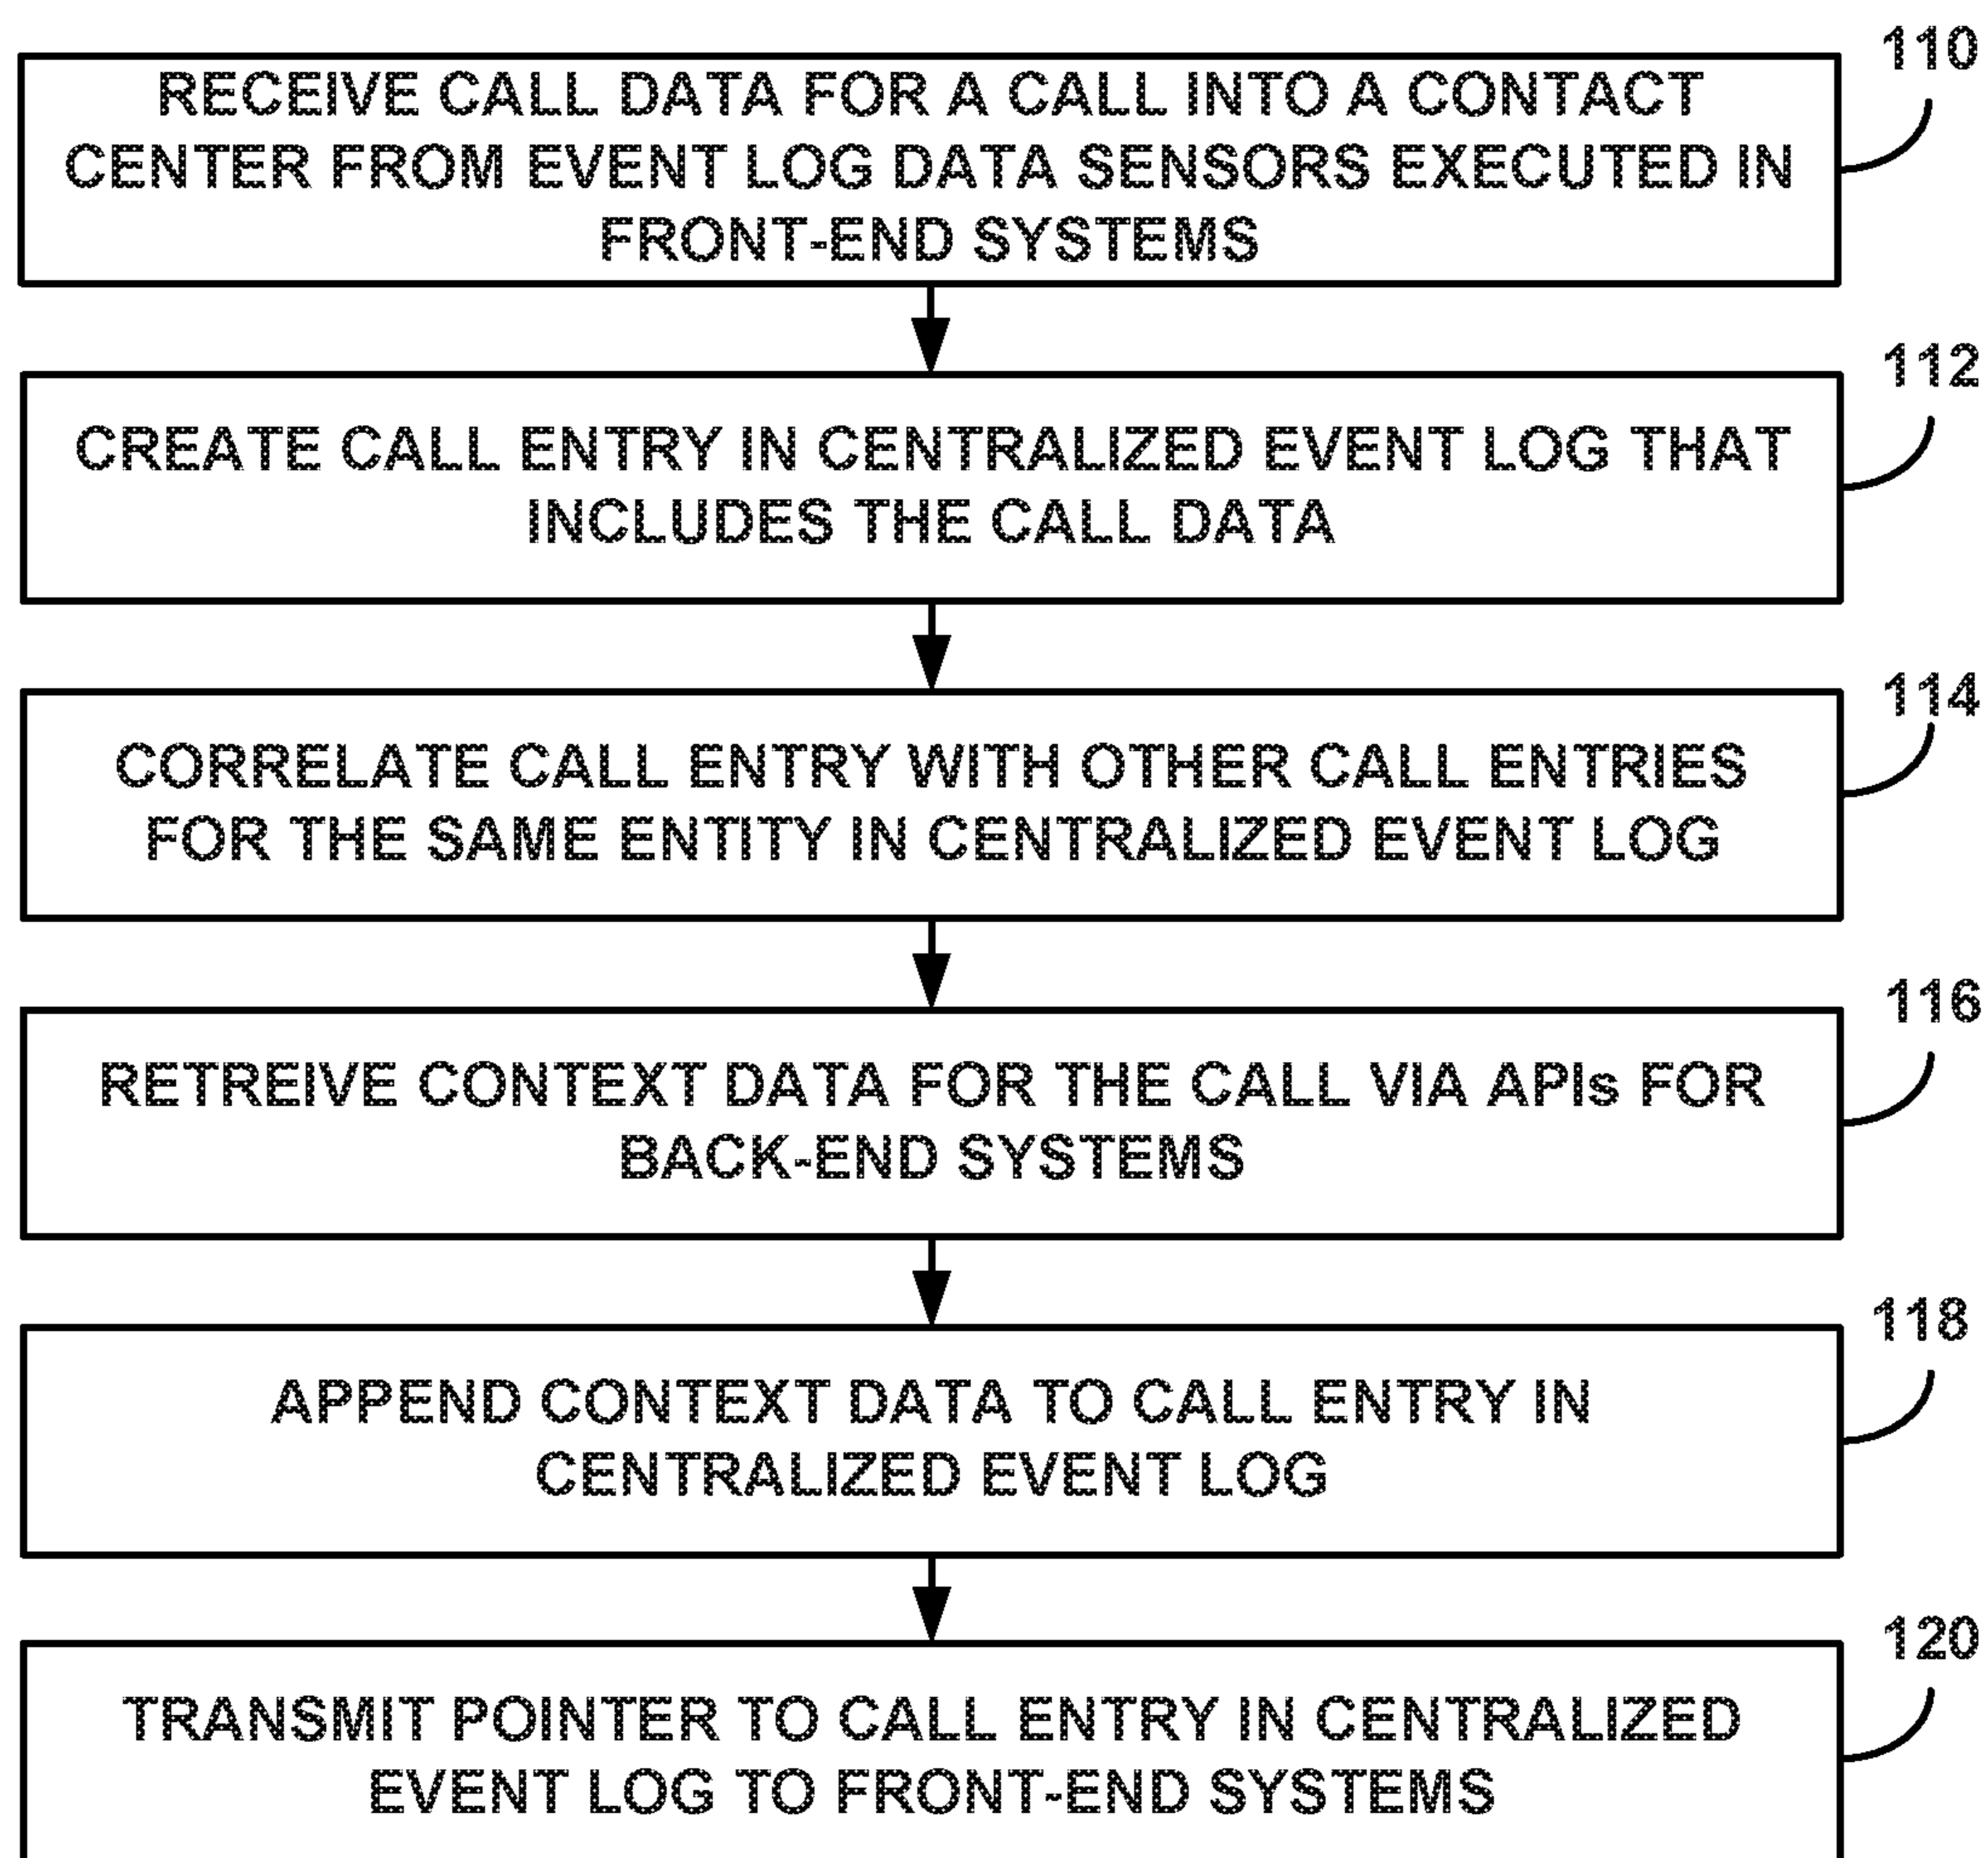 110
RECEIVE CALL DATA FOR A CALL INTO A CONTACT
CENTER FROM EVENT LOG DATA SENSORS EXECUTED IN
FRONT-END SYSTEMS
112
CREATE CALL ENTRY IN CENTRALIZED EVENT LOG THAT
INCLUDES THE CALL DATA
114
CORRELATE CALL ENTRY WITH OTHER CALL ENTRIES
FOR THE SAME ENTITY IN CENTRALIZED EVENT LOG
116
RETREIVE CONTEXT DATA FOR THE CALL VIA APIs FOR
BACK-END SYSTEMS
118
APPEND CONTEXT DATA TO CALL ENTRY IN
CENTRALIZED EVENT LOG
120
TRANSMIT POINTER TO CALL ENTRY IN CENTRALIZED
EVENT LOG TO FRONT-END SYSTEMS